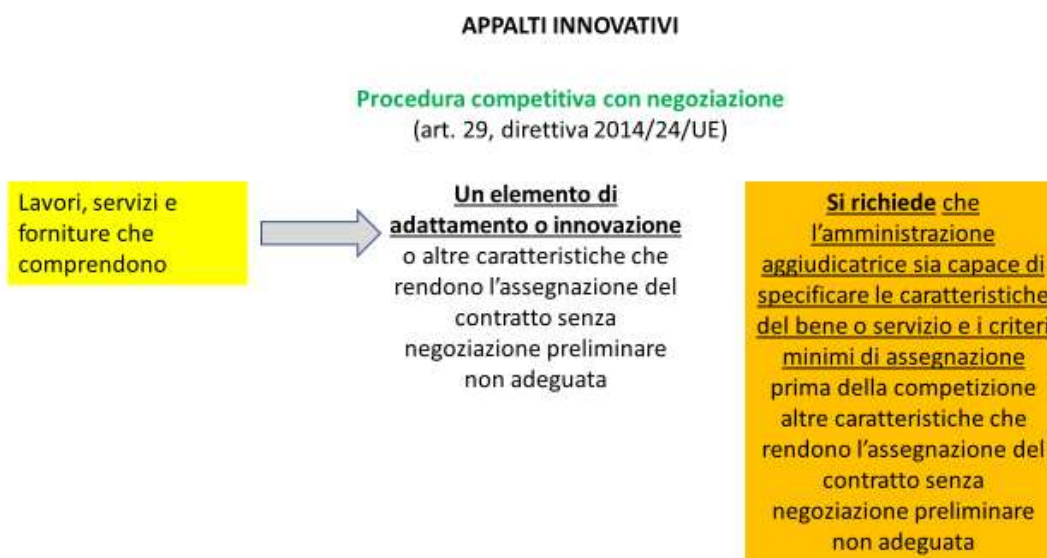 APPALTI INNOVATIVI
Procedura competitiva con negoziazione
(art. 29, direttiva 2014/24/UE)
Lavori, servizi e
forniture che
comprendono
Un elemento di
adattamento o innovazione
o altre caratteristiche che
rendono l'assegnazione del
contratto senza
negoziazione preliminare
non adeguata
Si richiede che
l'amministrazione
aggiudicatrice sia capace di
specificare le caratteristiche
del bene o servizio e i criteri
minimi di assegnazione
prima della competizione
altre caratteristiche che
rendono l'assegnazione del
contratto senza
negoziazione preliminare
non adeguata